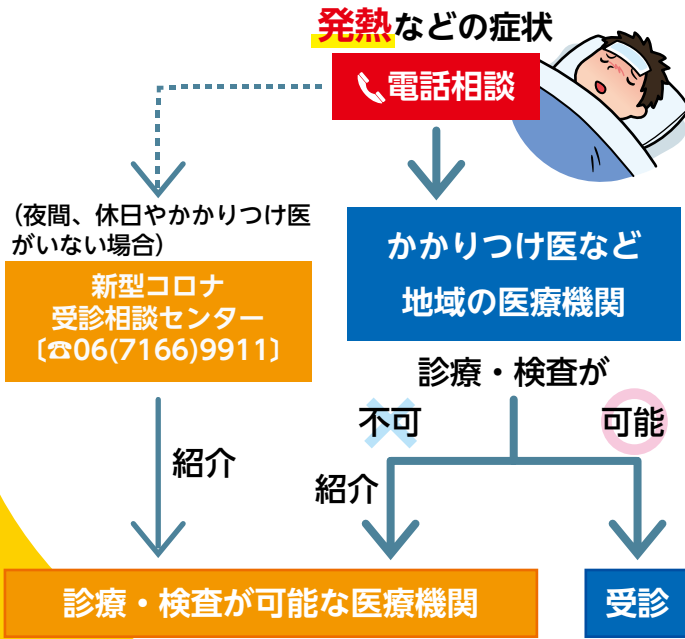 発熱などの症状
電話相談
(夜間、休日やかかりつけ医
がいない場合)
新型コロナ
受診相談センター
〔☎06(7166)9911〕
かかりつけ医など
地域の医療機関
診療・検査が
不可
可能
紹介
紹介
診療・検査が可能な医療機関
受診